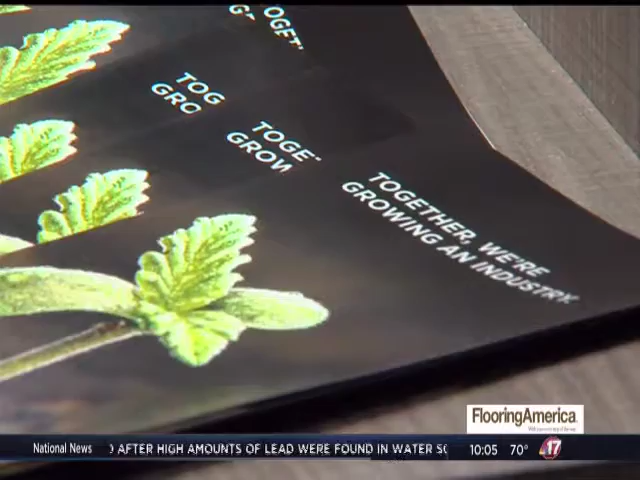 OGET
G
TOG
GRO
TOGE
GROW
TOGETHER, WE'RE
GROWING AN INDUSTRY.
FlooringAmerica.
National News
AFTER HIGH AMOUNTS OF LEAD WERE FOUND IN WATER
10:05 70° 17